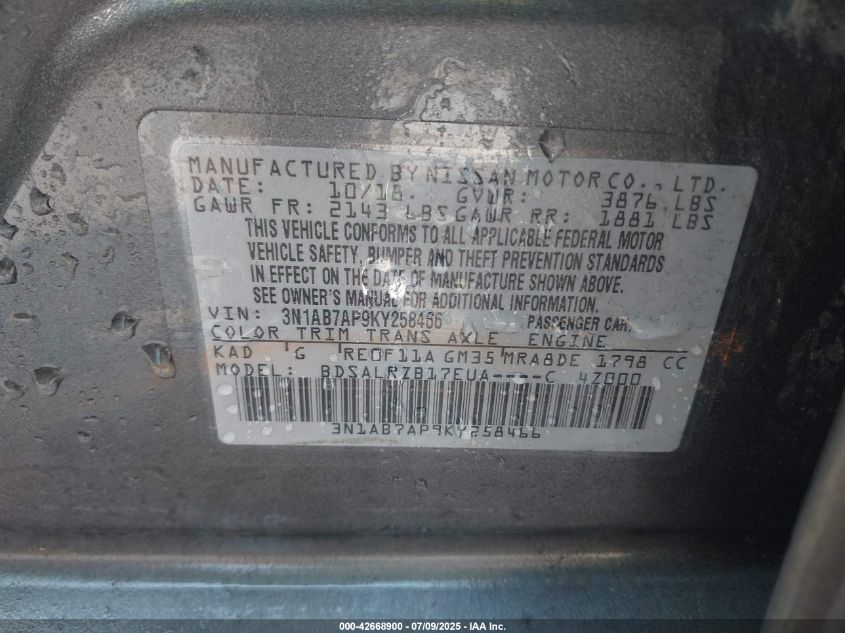 MANUFACTURED BY NISSAN MOTOR CO., LTD.
DATE: 10/18 GVWR: 3876 LBS
GAWR FR: 2143 LBS GAWR RR: 1881 LBS
THIS VEHICLE CONFORMS TO ALL APPLICABLE FEDERAL MOTOR
VEHICLE SAFETY, BUMPER AND THEFT PREVENTION STANDARDS
IN EFFECT ON THE DATE OF MANUFACTURE SHOWN ABOVE.
SEE OWNER'S MANUAL FOR ADDITIONAL INFORMATION.
VIN: 3N1AB7AP9KY258466 PASSENGER CAR
COLOR TRIM TRANS AXLE ENGINE
KAD G RE0F11A GM35 MRA8DE 1798 CC
MODEL: BDSALRZB17EUA----C 4Z000
3N1AB7AP9KY258466
000-42668900 - 07/09/2025 - IAA Inc.